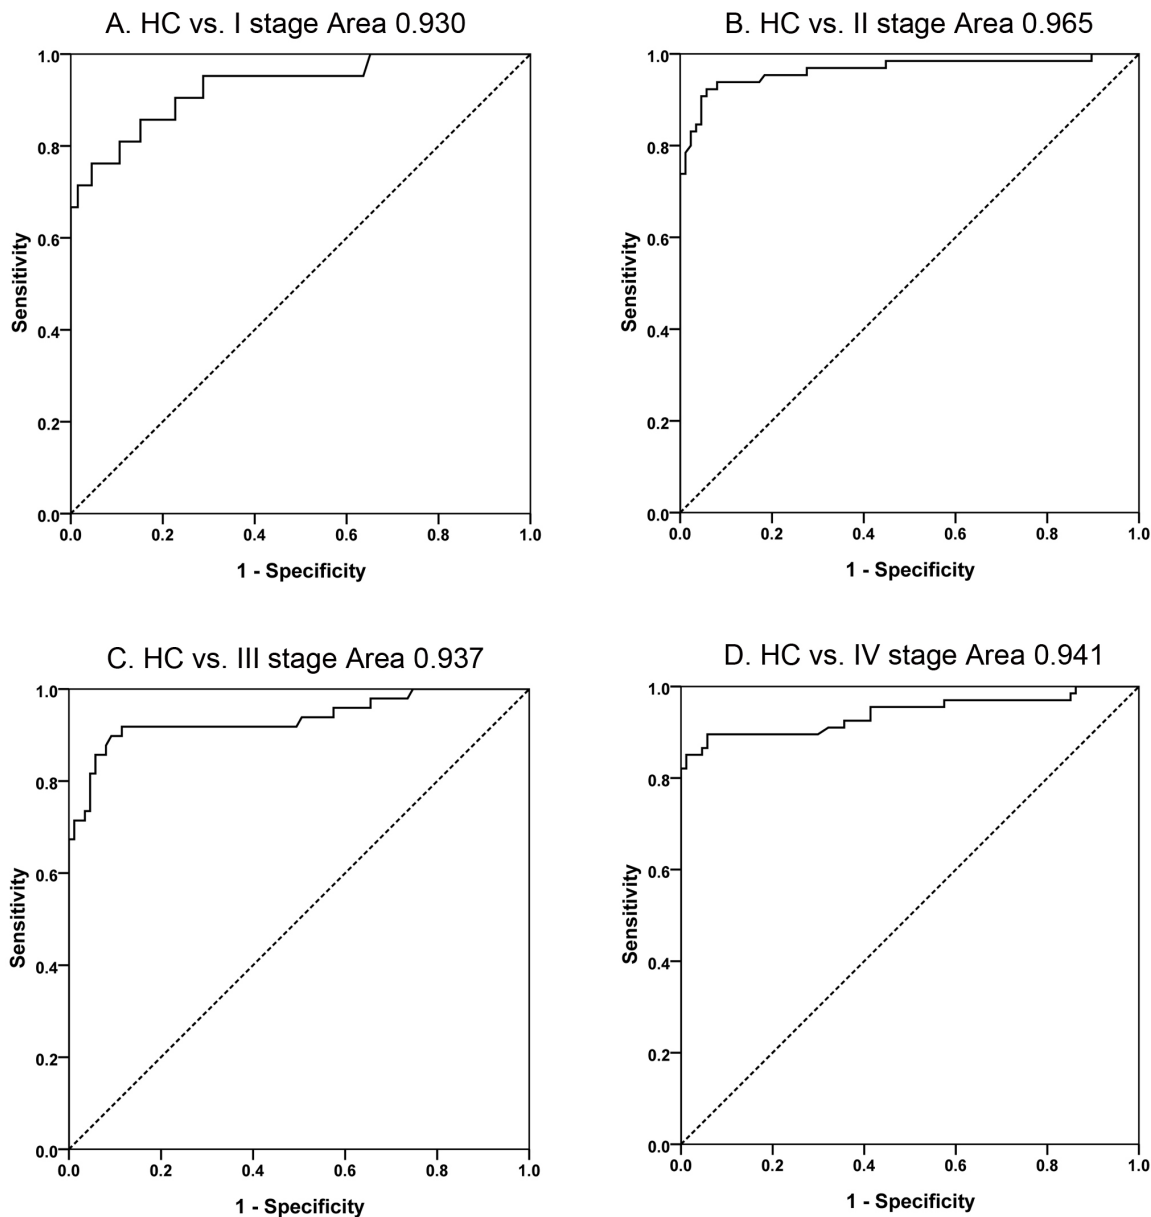 A. HC vs. I stage Area 0.930
1.0
0.8
0.6
0.4
0.2
0.0
Sensitivity
0.0 0.2 0.4 0.6 0.8 1.0
1 - Specificity
B. HC vs. II stage Area 0.965
1.0
0.8
0.6
0.4
0.2
0.0
Sensitivity
0.0 0.2 0.4 0.6 0.8 1.0
1 - Specificity
C. HC vs. III stage Area 0.937
1.0
0.8
0.6
0.4
0.2
0.0
Sensitivity
0.0 0.2 0.4 0.6 0.8 1.0
1 - Specificity
D. HC vs. IV stage Area 0.941
1.0
0.8
0.6
0.4
0.2
0.0
Sensitivity
0.0 0.2 0.4 0.6 0.8 1.0
1 - Specificity